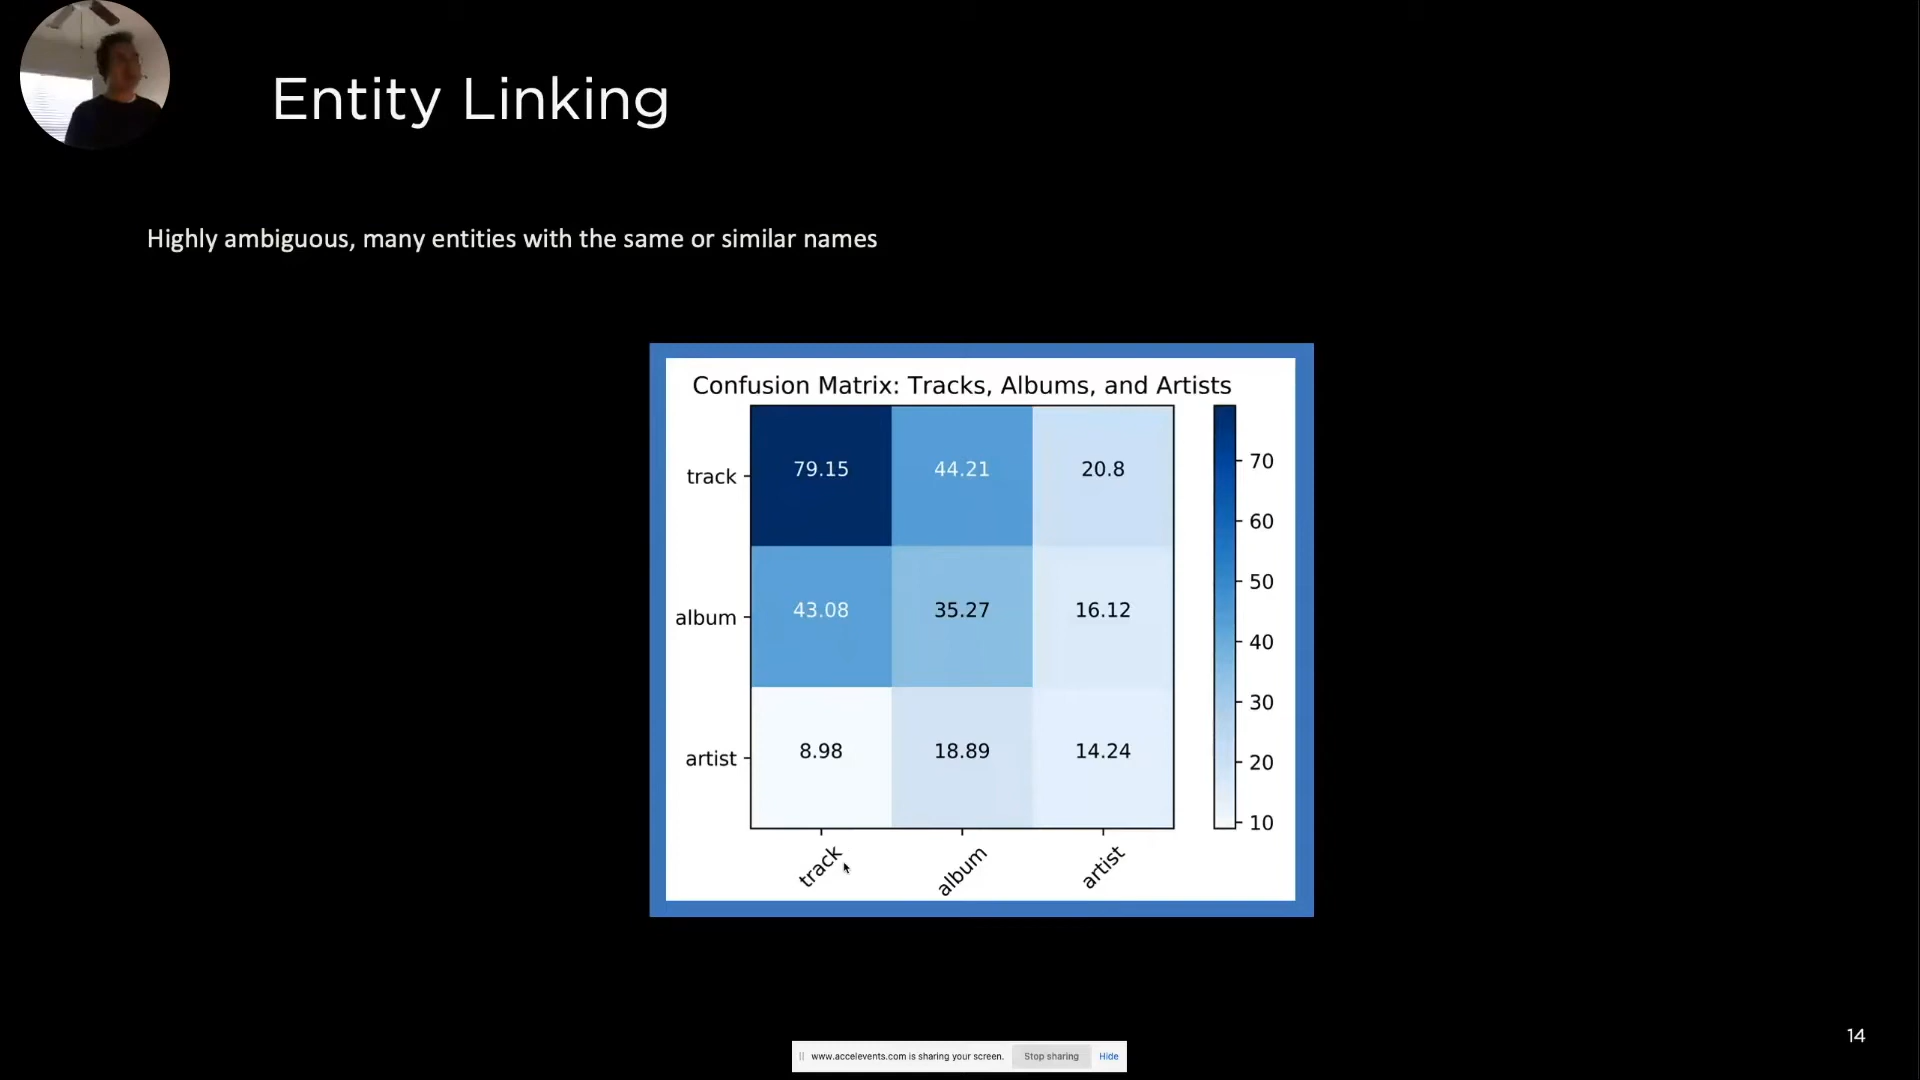 Entity Linking
Highly ambiguous, many entities with the same or similar names
Confusion Matrix: Tracks, Albums, and Artists
track 79.15 44.21 20.8
album 43.08 35.27 16.12
artist 8.98 18.89 14.24
track album artist
70
60
50
40
30
20
10
14
www.accelevents.com is sharing your screen. Stop sharing Hide